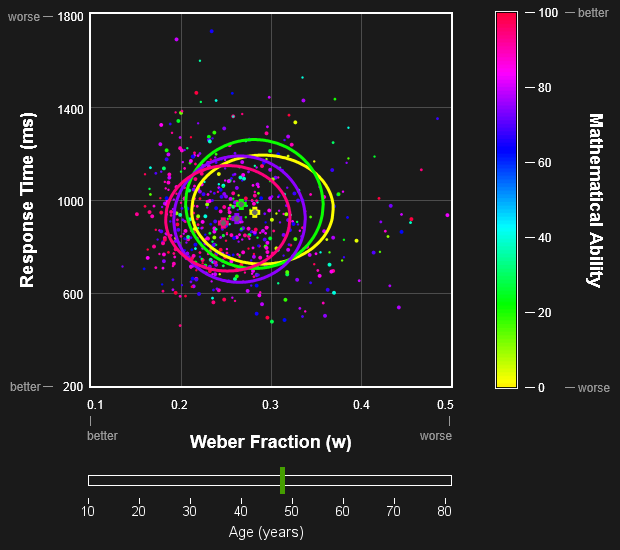 worse
1800
1400
1000
600
better
200
Response Time (ms)
0.1
0.2
0.3
0.4
0.5
better
worse
Weber Fraction (w)
10
20
30
40
50
60
70
80
Age (years)
100
better
80
60
40
20
0
worse
Mathematical Ability